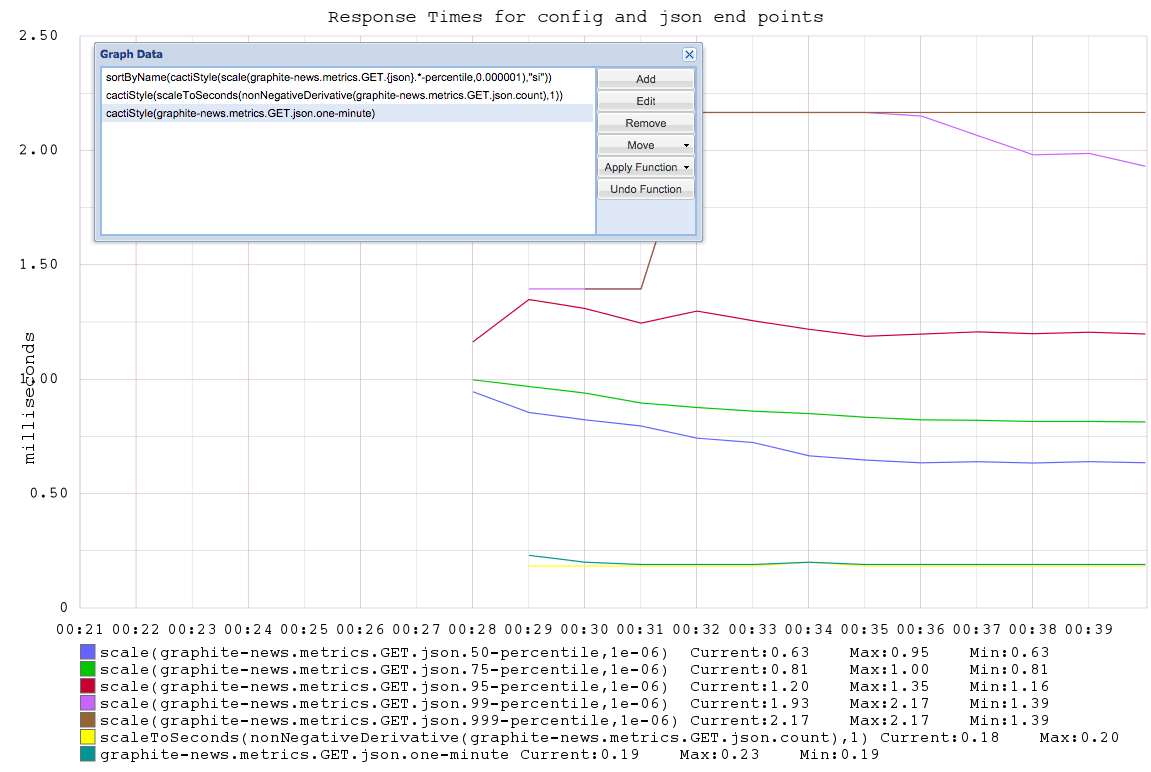 Response Times for config and json end points
2.50
Graph Data
sortByName(cactiStyle(scale(graphite-news.metrics.GET.{json}.*-percentile,0.000001),"si"))
cactiStyle(scaleToSeconds(nonNegativeDerivative(graphite-news.metrics.GET.json.count),1))
cactiStyle(graphite-news.metrics.GET.json.one-minute)
Add
Edit
Remove
Move
Apply Function
Undo Function
2.00
1.50
1.00
0.50
0
milliseconds
00:21 00:22 00:23 00:24 00:25 00:26 00:27 00:28 00:29 00:30 00:31 00:32 00:33 00:34 00:35 00:36 00:37 00:38 00:39
scale(graphite-news.metrics.GET.json.50-percentile,1e-06) Current:0.63 Max:0.95 Min:0.63
scale(graphite-news.metrics.GET.json.75-percentile,1e-06) Current:0.81 Max:1.00 Min:0.81
scale(graphite-news.metrics.GET.json.95-percentile,1e-06) Current:1.20 Max:1.35 Min:1.16
scale(graphite-news.metrics.GET.json.99-percentile,1e-06) Current:1.93 Max:2.17 Min:1.39
scale(graphite-news.metrics.GET.json.999-percentile,1e-06) Current:2.17 Max:2.17 Min:1.39
scaleToSeconds(nonNegativeDerivative(graphite-news.metrics.GET.json.count),1) Current:0.18 Max:0.20
graphite-news.metrics.GET.json.one-minute Current:0.19 Max:0.23 Min:0.19